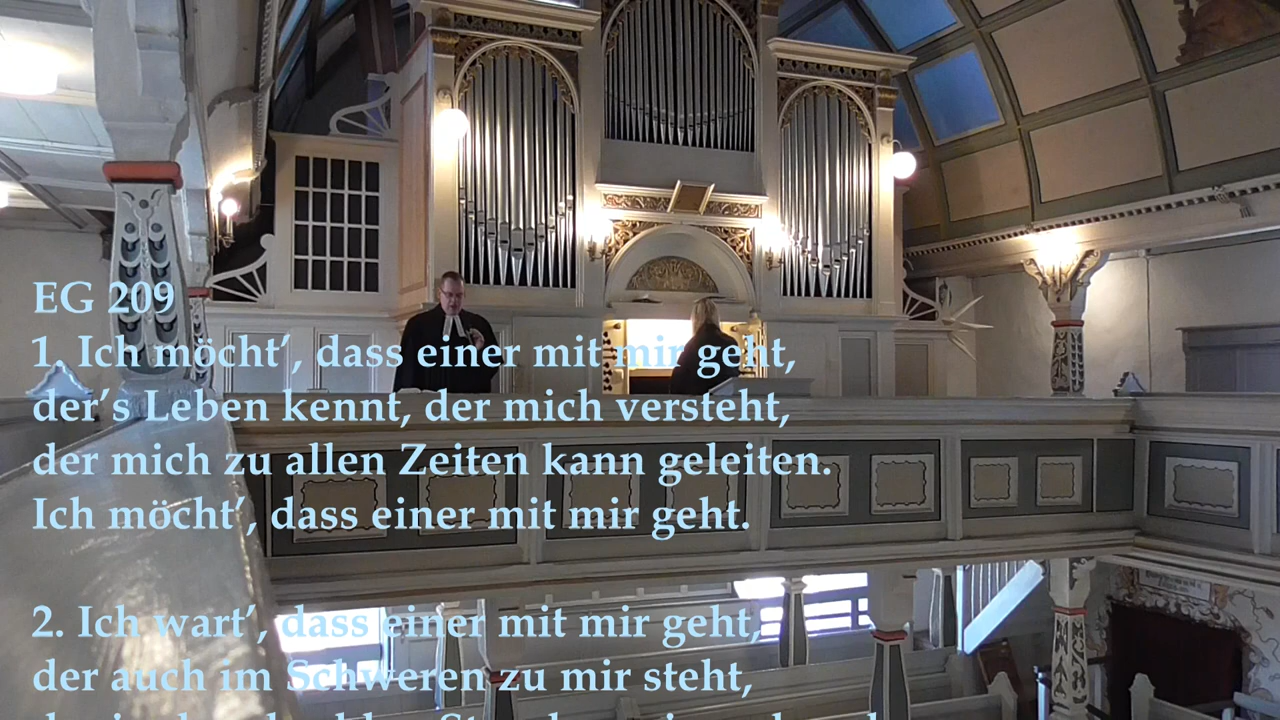 EG 209
1. Ich möcht’, dass einer mit mir geht,
der’s Leben kennt, der mich versteht,
der mich zu allen Zeiten kann geleiten.
Ich möcht’, dass einer mit mir geht.
2. Ich wart’, dass einer mit mir geht,
der auch im Schweren zu mir steht,